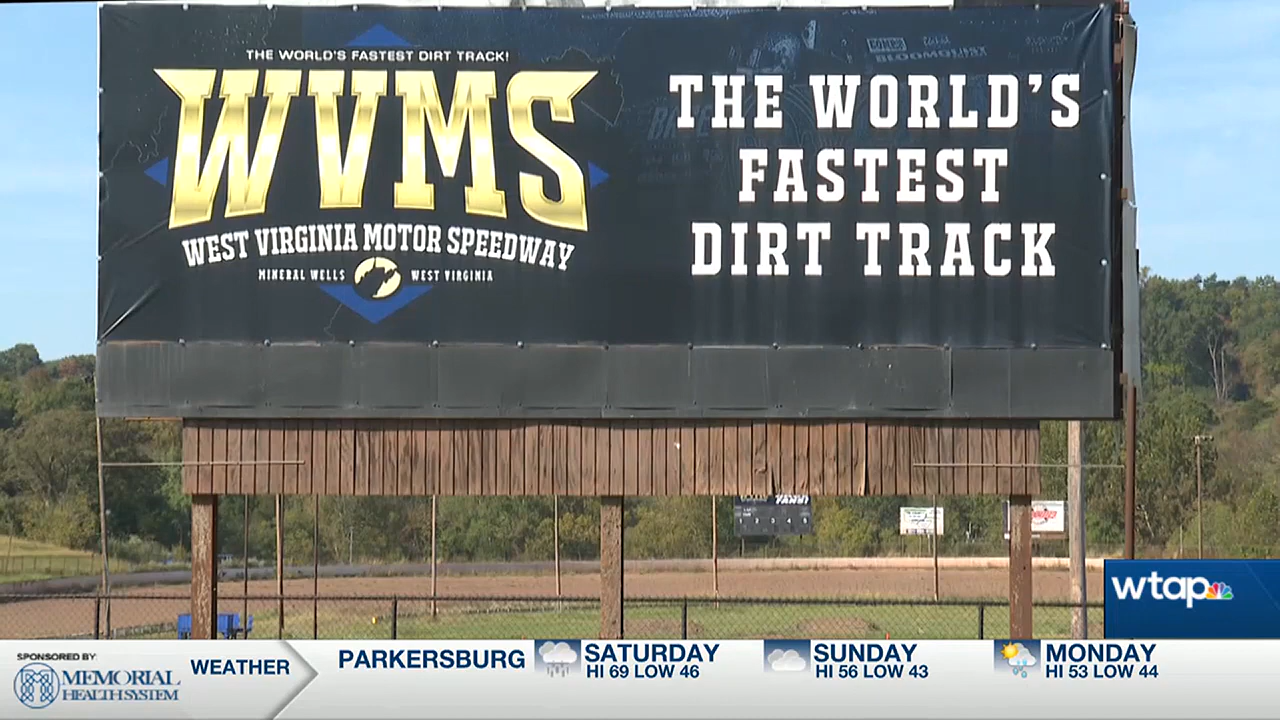 THE WORLD'S FASTEST DIRT TRACK!
WVMS
WEST VIRGINIA MOTOR SPEEDWAY
MINERAL WELLS WEST VIRGINIA
THE WORLD'S
FASTEST
DIRT TRACK
wtap
SPONSORED BY:
MEMORIAL
HEALTH SYSTEM
WEATHER
PARKERSBURG
SATURDAY
HI 69 LOW 46
SUNDAY
HI 56 LOW 43
MONDAY
HI 53 LOW 44